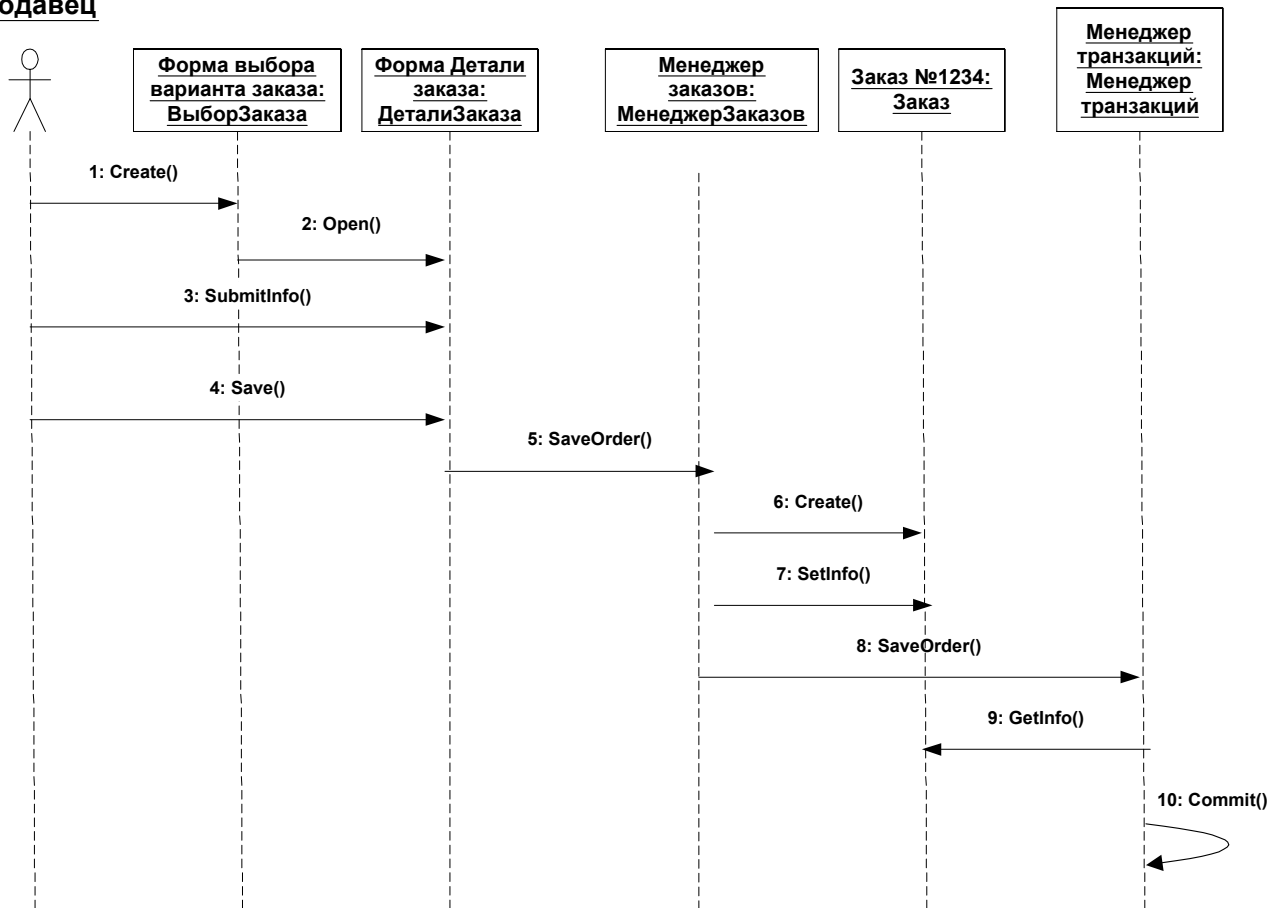 Форма выбора
варианта заказа:
ВыборЗаказа
Форма Детали
заказа:
ДеталиЗаказа
Менеджер
заказов:
МенеджерЗаказов
Заказ №1234:
Заказ
Менеджер
транзакций:
Менеджер
транзакций
1: Create()
2: Open()
3: SubmitInfo()
4: Save()
5: SaveOrder()
6: Create()
7: SetInfo()
8: SaveOrder()
9: GetInfo()
10: Commit()